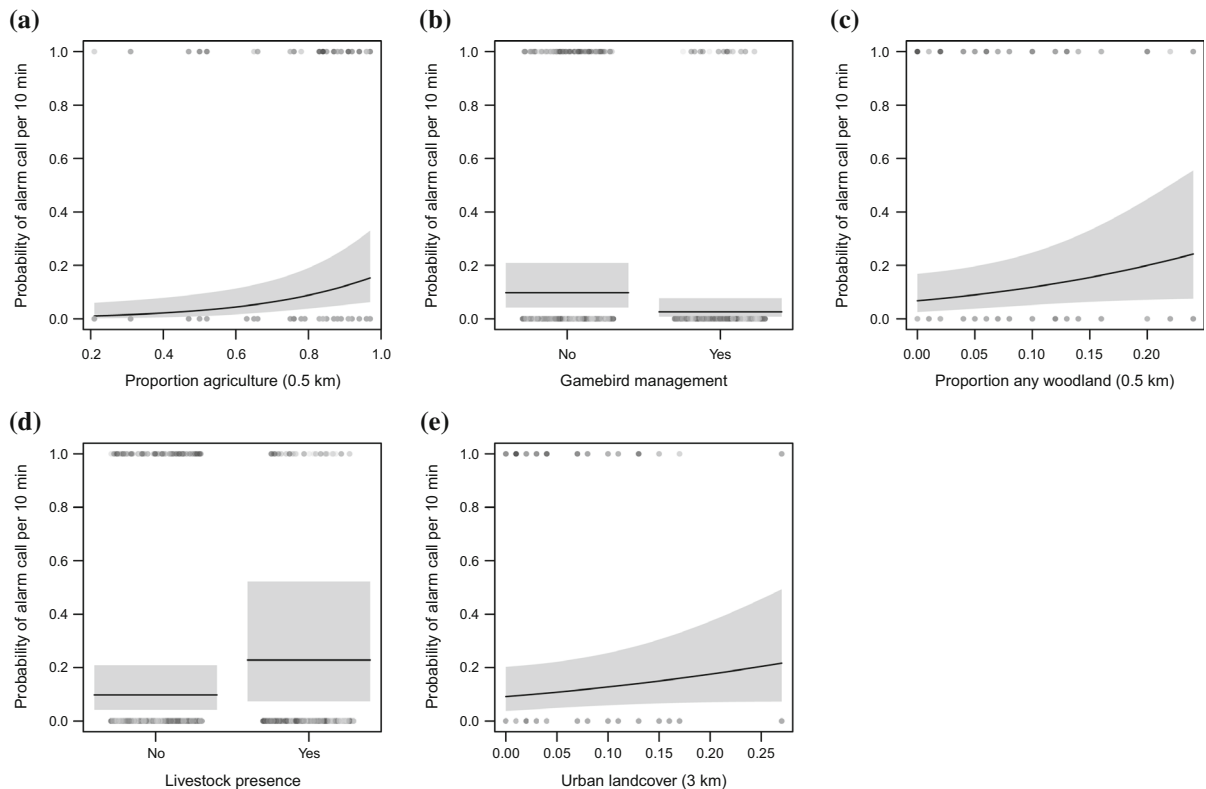 (a)
Probability of alarm call per 10 min
1.0
0.8
0.6
0.4
0.2
0.0
0.2 0.4 0.6 0.8 1.0
Proportion agriculture (0.5 km)
(b)
Probability of alarm call per 10 min
1.0
0.8
0.6
0.4
0.2
0.0
No Yes
Gamebird management
(c)
Probability of alarm call per 10 min
1.0
0.8
0.6
0.4
0.2
0.0
0.00 0.05 0.10 0.15 0.20
Proportion any woodland (0.5 km)
(d)
Probability of alarm call per 10 min
1.0
0.8
0.6
0.4
0.2
0.0
No Yes
Livestock presence
(e)
Probability of alarm call per 10 min
1.0
0.8
0.6
0.4
0.2
0.0
0.00 0.05 0.10 0.15 0.20 0.25
Urban landcover (3 km)